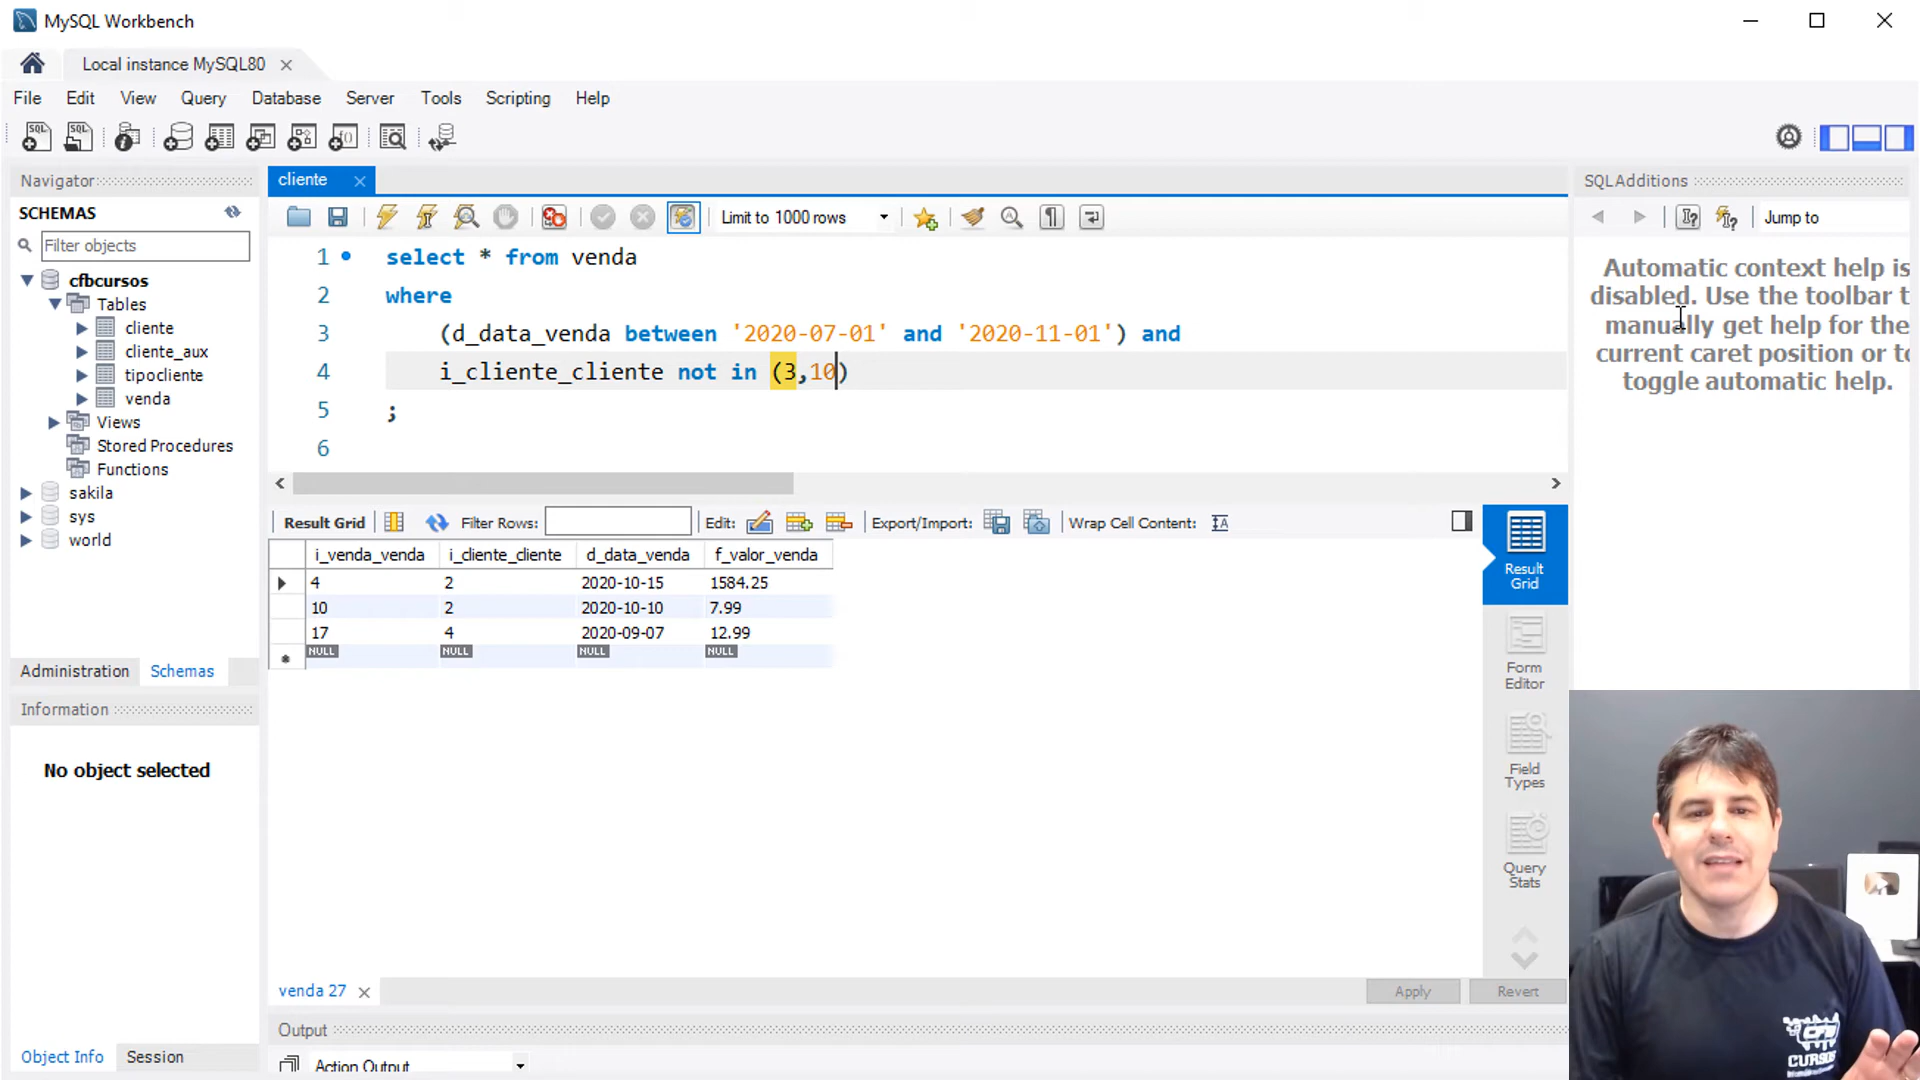 MySQL Workbench
Local instance MySQL80
File Edit View Query Database Server Tools Scripting Help
Navigator
SCHEMAS
Filter objects
cfbcursos
Tables
cliente
cliente_aux
tipocliente
venda
Views
Stored Procedures
Functions
sakila
sys
world
Administration Schemas
Information
No object selected
Object Info Session
cliente
Limit to 1000 rows
1 select * from venda
2 where
3 (d_data_venda between '2020-07-01' and '2020-11-01') and
4 i_cliente_cliente not in (3,10)
5 ;
6
Result Grid Filter Rows: Edit: Export/Import: Wrap Cell Content:
i_venda_venda i_cliente_cliente d_data_venda f_valor_venda
4 2 2020-10-15 1584.25
10 2 2020-10-10 7.99
17 4 2020-09-07 12.99
NULL NULL NULL NULL
Result
Grid
Form
Editor
Field
Types
Query
Stats
venda 27
Apply Revert
Output
Action Output
SQLAdditions
Jump to
Automatic context help is
disabled. Use the toolbar t
manually get help for the
current caret position or to
toggle automatic help.
CFB
CURSOS